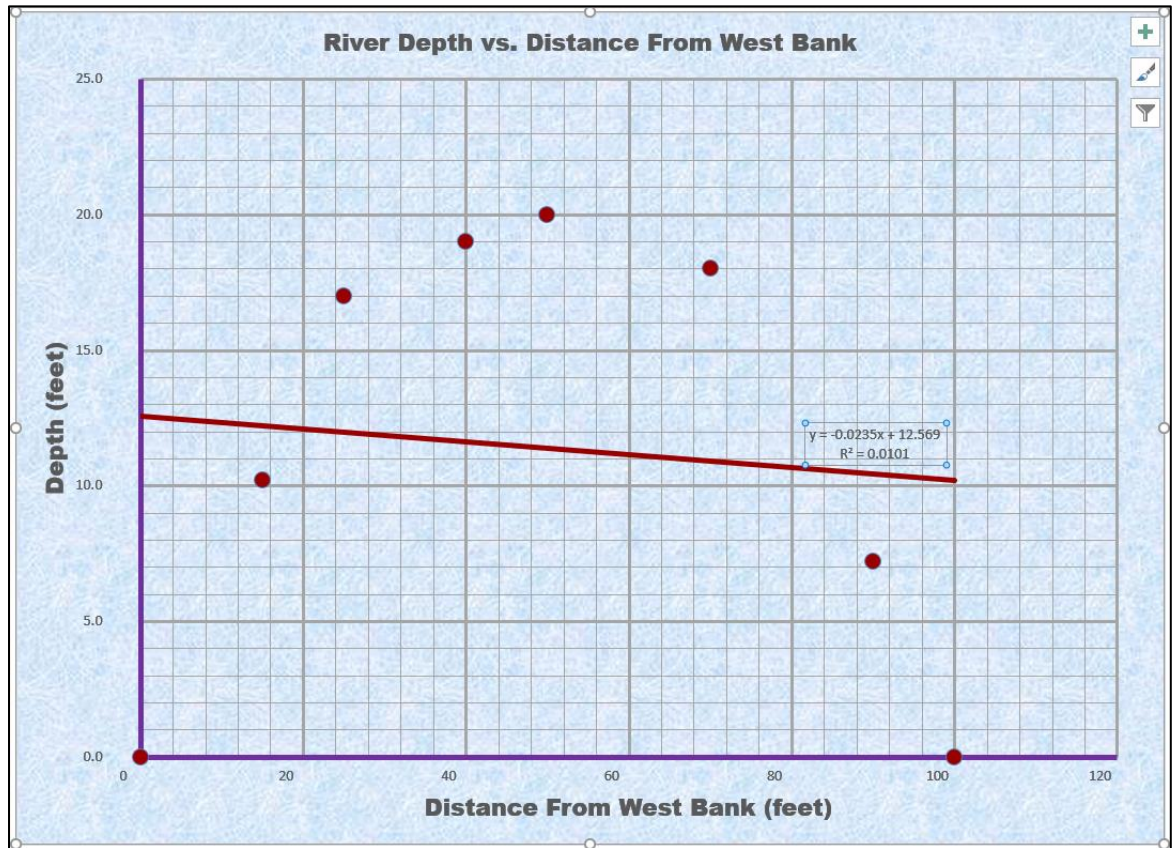 River Depth vs. Distance From West Bank
25.0
20.0
15.0
10.0
5.0
0.0
Depth (feet)
y = -0.0235x + 12.569
R² = 0.0101
0 20 40 60 80 100 120
Distance From West Bank (feet)